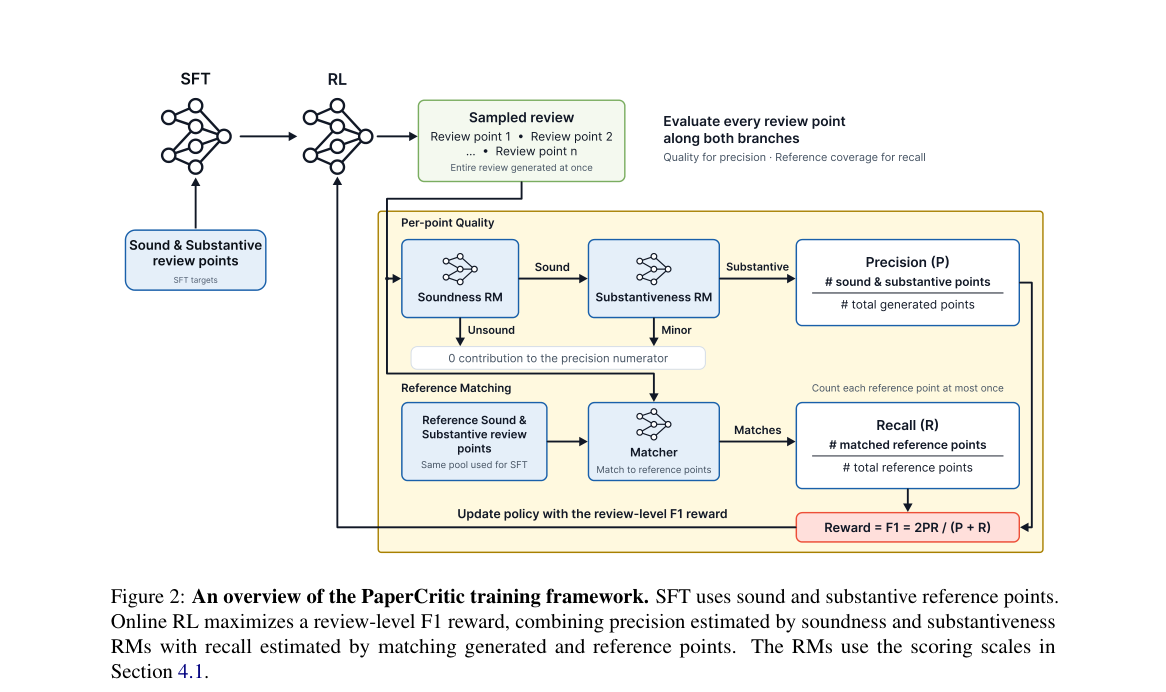 SFT
RL
Sampled review
Review point 1 • Review point 2
... • Review point n
Entire review generated at once
Evaluate every review point
along both branches
Quality for precision · Reference coverage for recall
Sound & Substantive
review points
SFT targets
Per-point Quality
Soundness RM
Sound
Substantiveness RM
Substantive
Precision (P)
# sound & substantive points
# total generated points
Unsound
Minor
0 contribution to the precision numerator
Reference Matching
Count each reference point at most once
Reference Sound &
Substantive review
points
Same pool used for SFT
Matcher
Match to reference points
Matches
Recall (R)
# matched reference points
# total reference points
Update policy with the review-level F1 reward
Reward = F1 = 2PR / (P + R)
Figure 2: An overview of the PaperCritic training framework. SFT uses sound and substantive reference points.
Online RL maximizes a review-level F1 reward, combining precision estimated by soundness and substantiveness
RMs with recall estimated by matching generated and reference points. The RMs use the scoring scales in
Section 4.1.